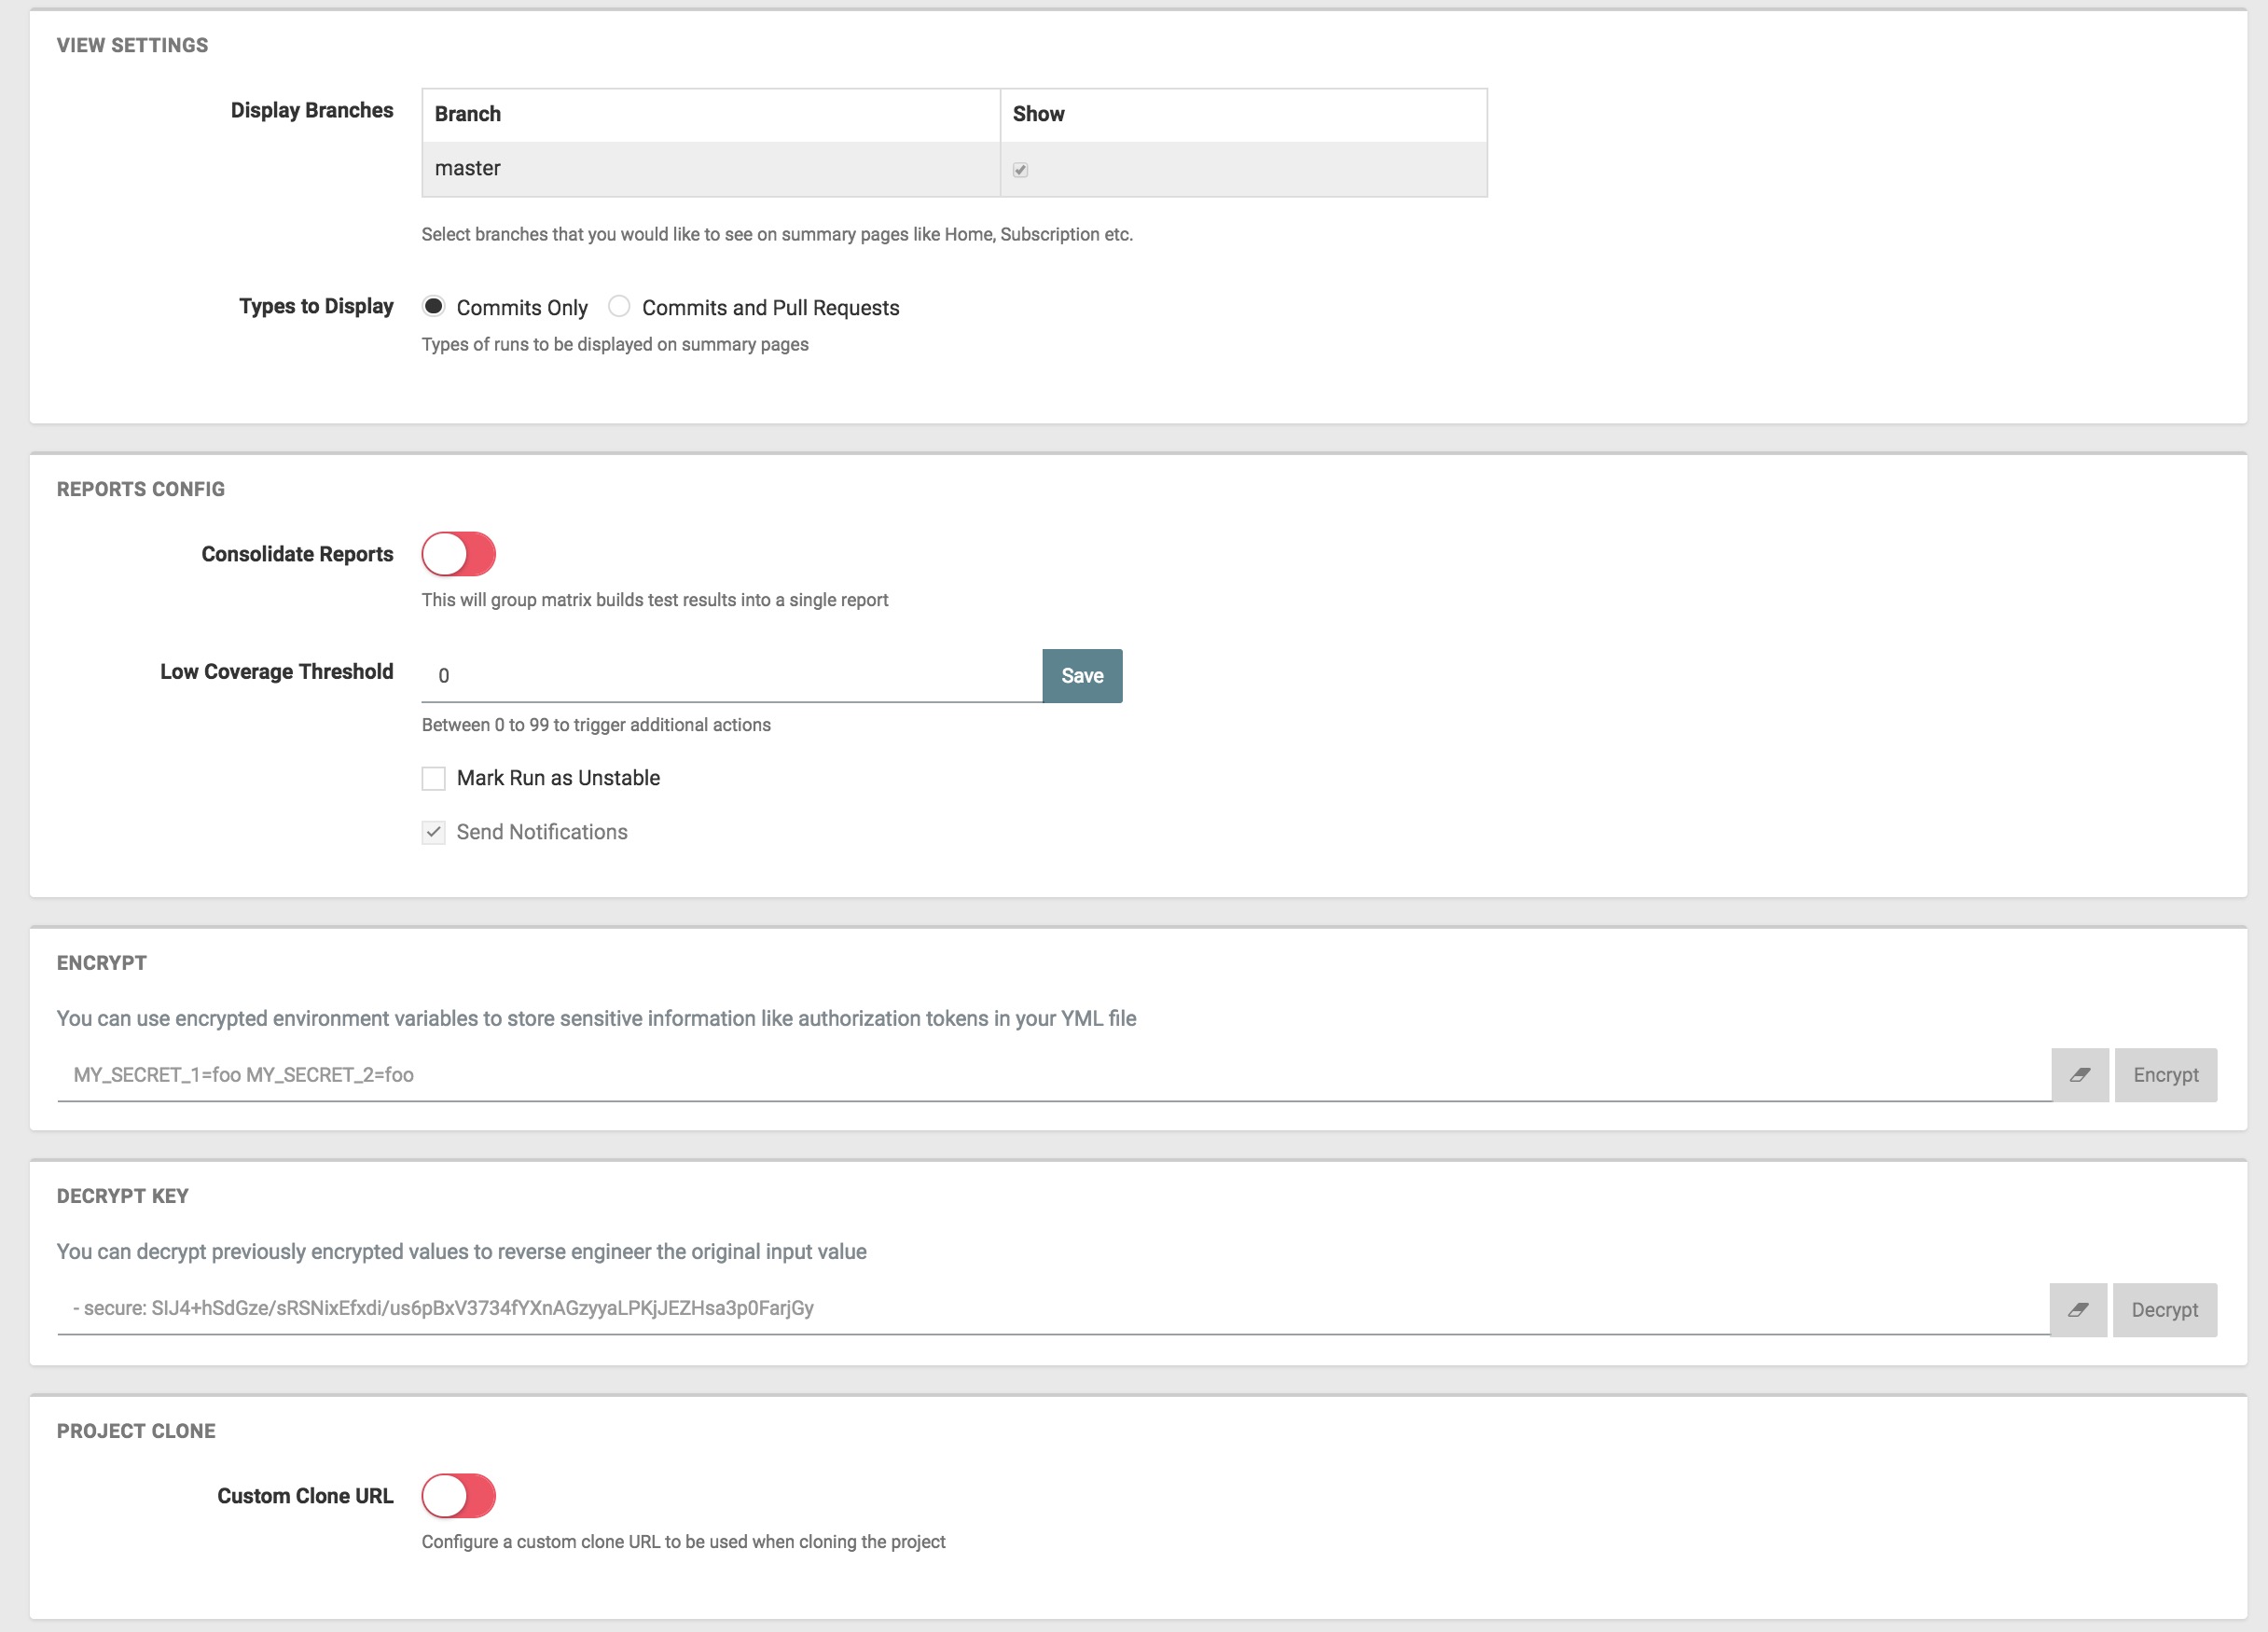 VIEW SETTINGS
Display Branches
Branch Show
master
Select branches that you would like to see on summary pages like Home, Subscription etc.
Types to Display Commits Only Commits and Pull Requests
Types of runs to be displayed on summary pages
REPORTS CONFIG
Consolidate Reports
This will group matrix builds test results into a single report
Low Coverage Threshold 0 Save
Between 0 to 99 to trigger additional actions
Mark Run as Unstable
Send Notifications
ENCRYPT
You can use encrypted environment variables to store sensitive information like authorization tokens in your YML file
MY_SECRET_1=foo MY_SECRET_2=foo Encrypt
DECRYPT KEY
You can decrypt previously encrypted values to reverse engineer the original input value
- secure: SIJ4+hSdGze/sRSNixEfxdi/us6pBxV3734fYXnAGzyyaLPKjJEZHsa3p0FarjGy Decrypt
PROJECT CLONE
Custom Clone URL
Configure a custom clone URL to be used when cloning the project